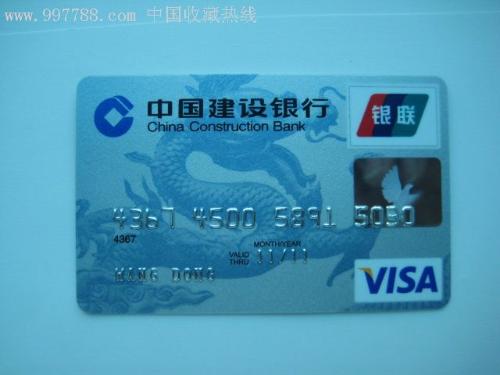 www.997788.com 中国收藏热线
中国建设银行
China Construction Bank
银联
4367 4500 5891 5050
4367
MONTH/YEAR
VALID THRU 11/11
DONG
VISA